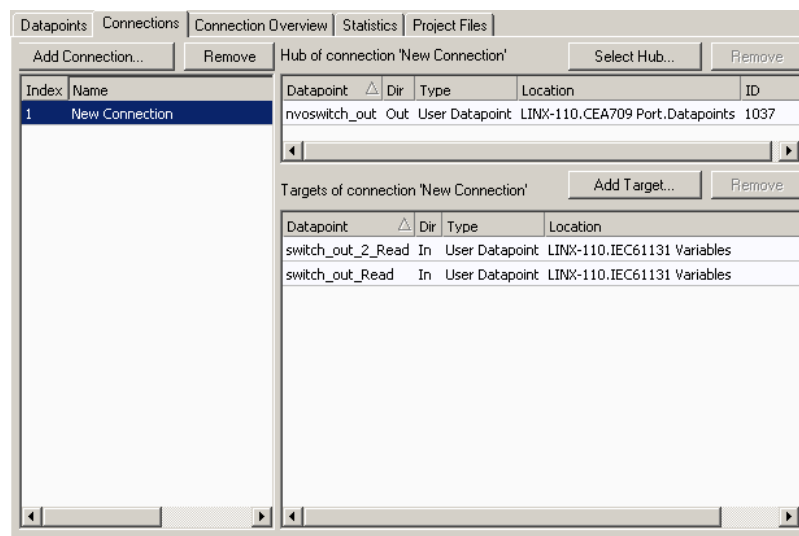 Datapoints Connections Connection Overview Statistics Project Files
Add Connection... Remove Hub of connection 'New Connection' Select Hub... Remove
Index Name
1 New Connection
Datapoint Dir Type Location ID
nvoswitch_out Out User Datapoint LINX-110.CEA709 Port.Datapoints 1037
Targets of connection 'New Connection' Add Target... Remove
Datapoint Dir Type Location
switch_out_2_Read In User Datapoint LINX-110.IEC61131 Variables
switch_out_Read In User Datapoint LINX-110.IEC61131 Variables